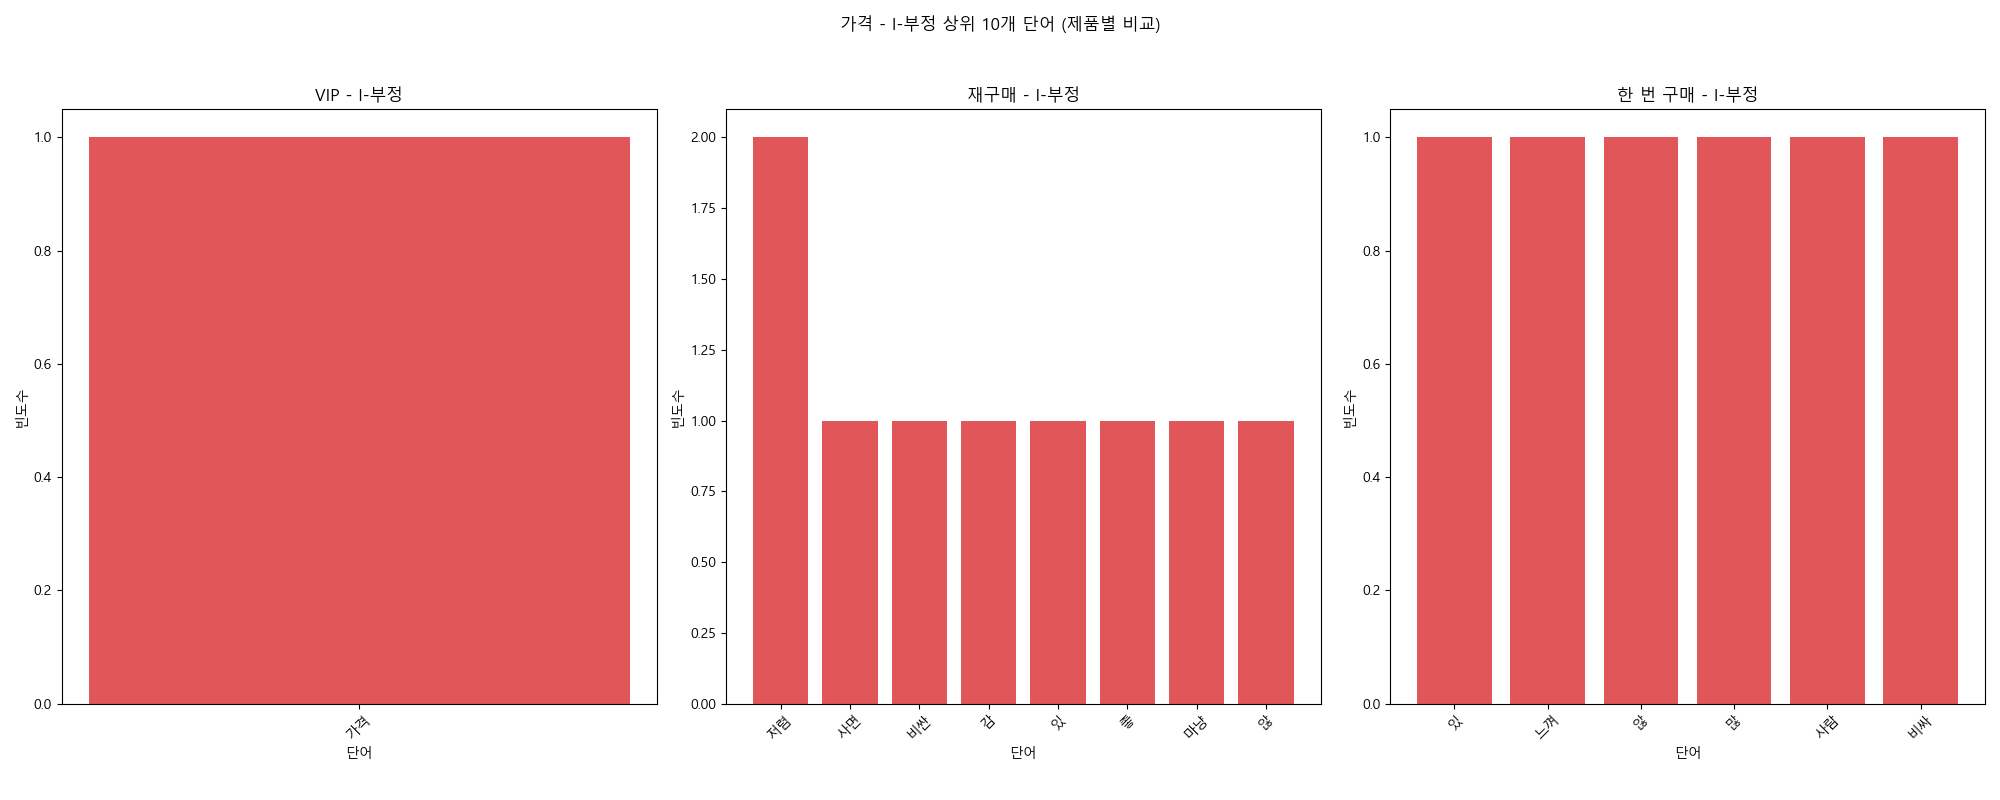 가격 - I-부정 상위 10개 단어 (제품별 비교)
VIP - I-부정
1.0
0.8
0.6
0.4
0.2
0.0
빈도수
가격
단어
재구매 - I-부정
2.00
1.75
1.50
1.25
1.00
0.75
0.50
0.25
0.00
빈도수
저렴 사면 비싼 감 있 좋 마냥 않
단어
한 번 구매 - I-부정
1.0
0.8
0.6
0.4
0.2
0.0
빈도수
있 느껴 않 많 사람 비싸
단어